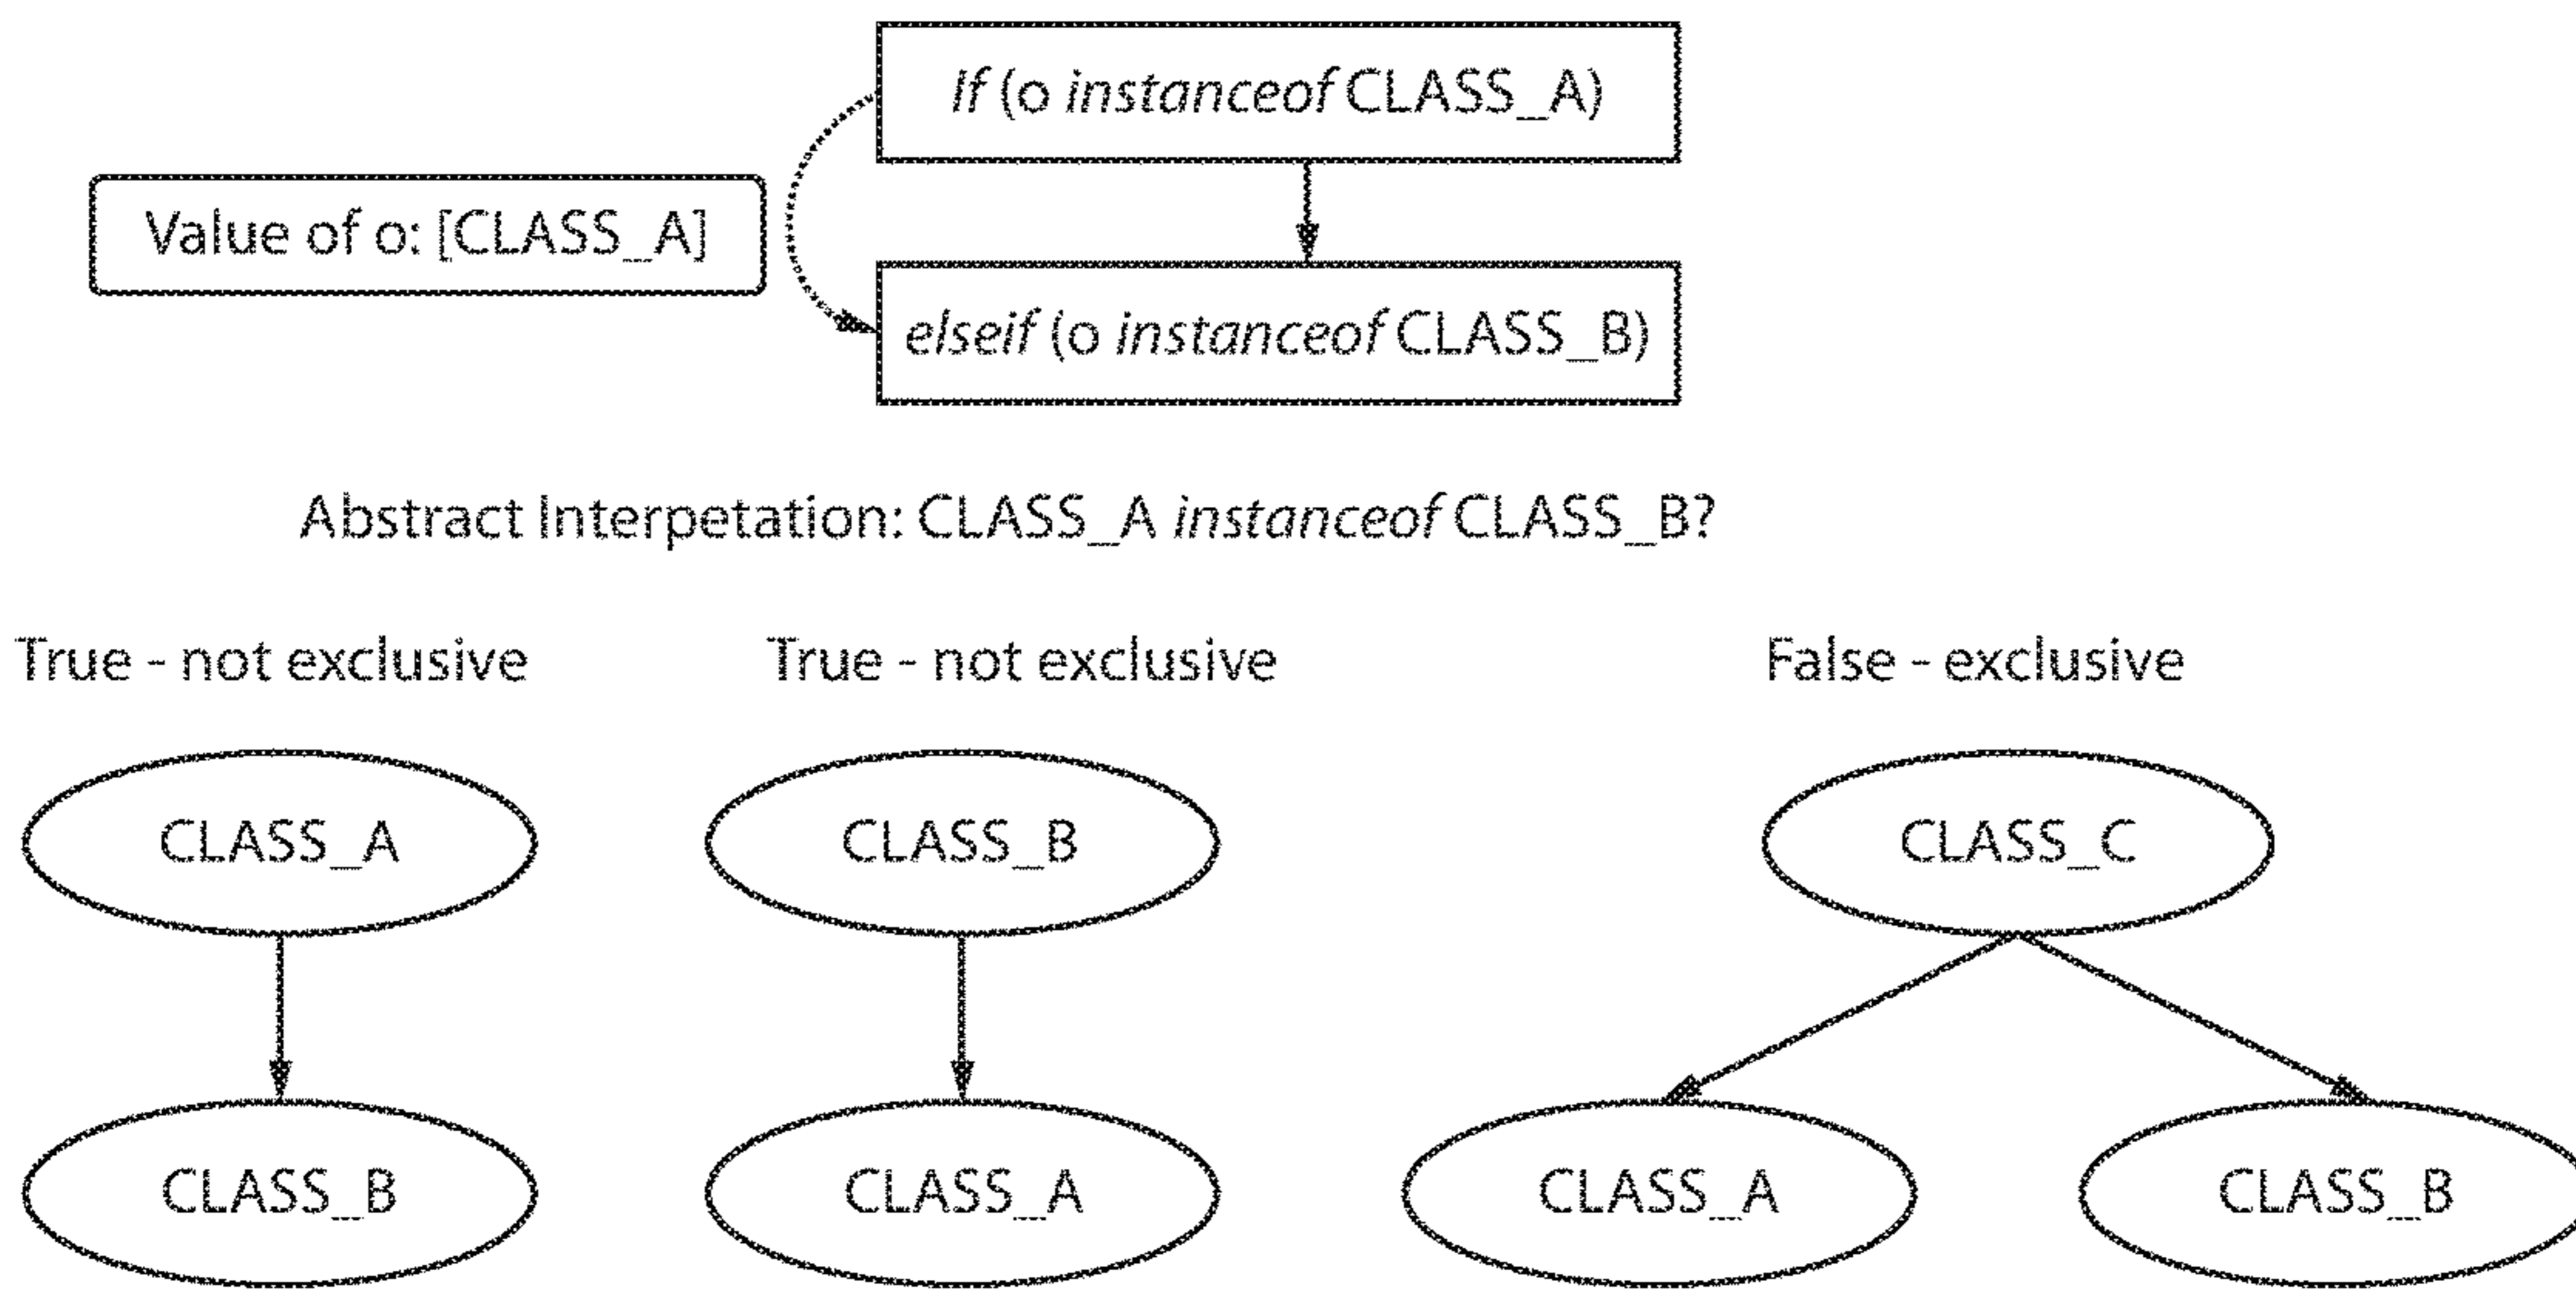 If (o instanceof CLASS_A)
Value of o: [CLASS_A]
elseif (o instanceof CLASS_B)
Abstract Interpetation: CLASS_A instanceof CLASS_B?
True - not exclusive
True - not exclusive
False - exclusive
CLASS_A
CLASS_B
CLASS_C
CLASS_B
CLASS_A
CLASS_A
CLASS_B